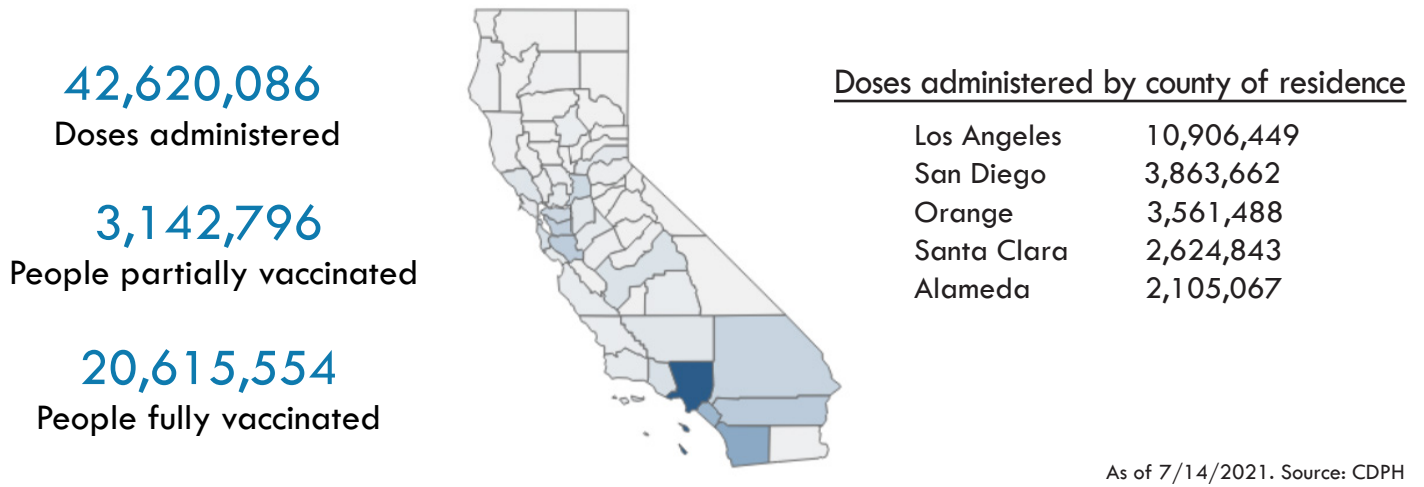 42,620,086
Doses administered
3,142,796
People partially vaccinated
20,615,554
People fully vaccinated
Doses administered by county of residence
Los Angeles 10,906,449
San Diego 3,863,662
Orange 3,561,488
Santa Clara 2,624,843
Alameda 2,105,067
As of 7/14/2021. Source: CDPH